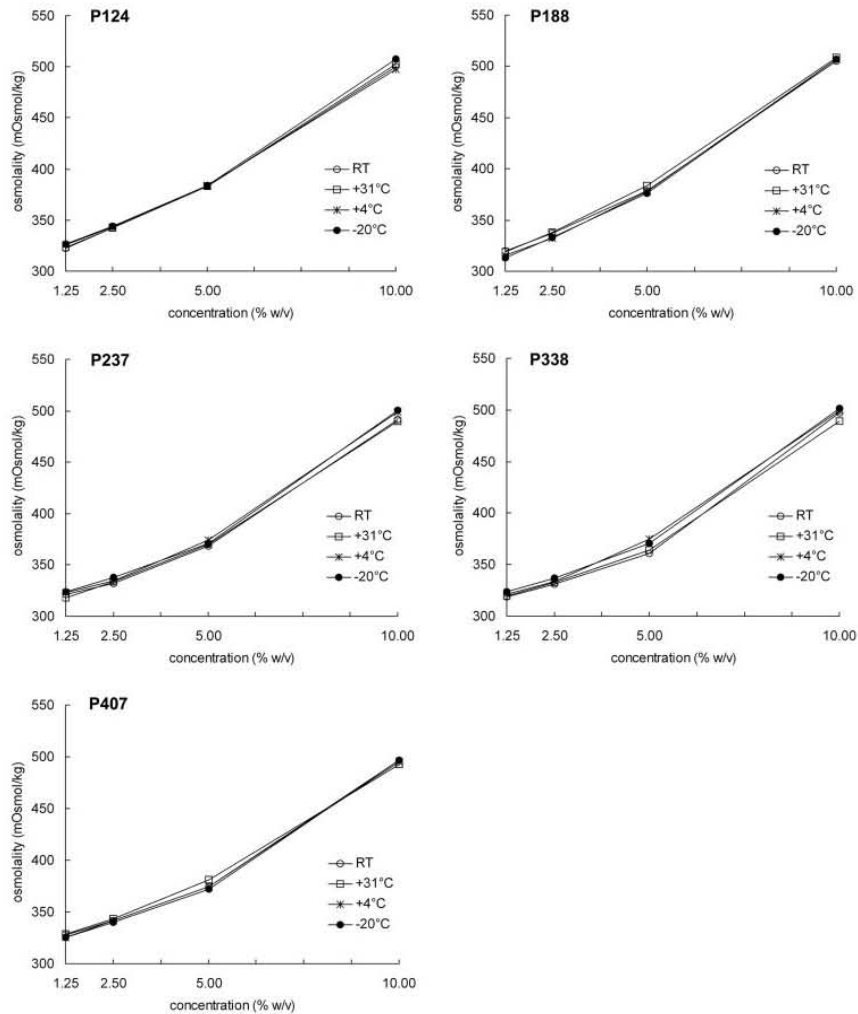 P124
550
500
450
400
350
300
osmolality (mOsmol/kg)
RT
+31°C
+4°C
-20°C
1.25 2.50 5.00 10.00
concentration (% w/v)
P188
550
500
450
400
350
300
osmolality (mOsmol/kg)
RT
+31°C
+4°C
-20°C
1.25 2.50 5.00 10.00
concentration (% w/v)
P237
550
500
450
400
350
300
osmolality (mOsmol/kg)
RT
+31°C
+4°C
-20°C
1.25 2.50 5.00 10.00
concentration (% w/v)
P338
550
500
450
400
350
300
osmolality (mOsmol/kg)
RT
+31°C
+4°C
-20°C
1.25 2.50 5.00 10.00
concentration (% w/v)
P407
550
500
450
400
350
300
osmolality (mOsmol/kg)
RT
+31°C
+4°C
-20°C
1.25 2.50 5.00 10.00
concentration (% w/v)